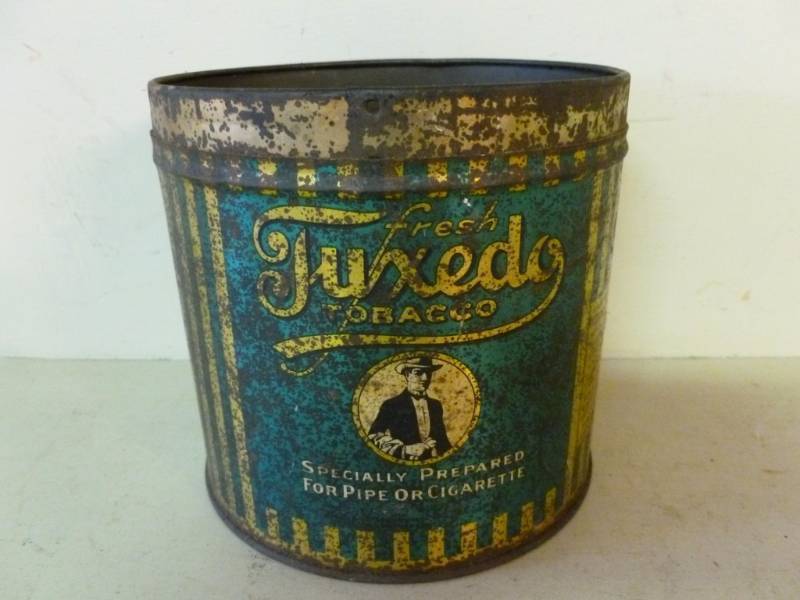 fresh
Tuxedo
TOBACCO
SPECIALLY PREPARED
FOR PIPE OR CIGARETTE